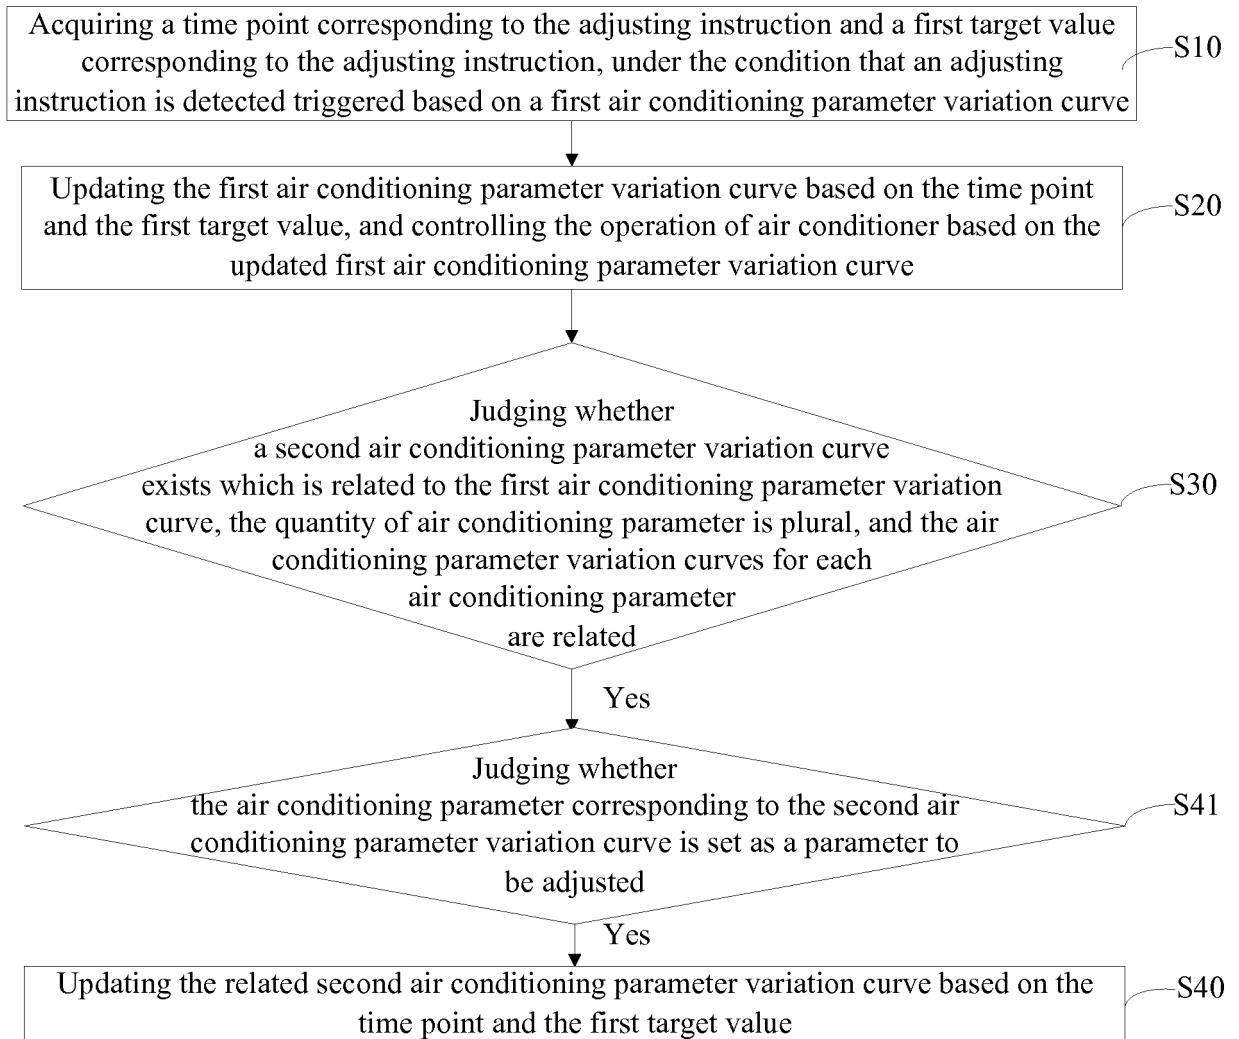 Acquiring a time point corresponding to the adjusting instruction and a first target value
corresponding to the adjusting instruction, under the condition that an adjusting
instruction is detected triggered based on a first air conditioning parameter variation curve
S10
Updating the first air conditioning parameter variation curve based on the time point
and the first target value, and controlling the operation of air conditioner based on the
updated first air conditioning parameter variation curve
S20
Judging whether
a second air conditioning parameter variation curve
exists which is related to the first air conditioning parameter variation
curve, the quantity of air conditioning parameter is plural, and the air
conditioning parameter variation curves for each
air conditioning parameter
are related
S30
Yes
Judging whether
the air conditioning parameter corresponding to the second air
conditioning parameter variation curve is set as a parameter to
be adjusted
S41
Yes
Updating the related second air conditioning parameter variation curve based on the
time point and the first target value
S40